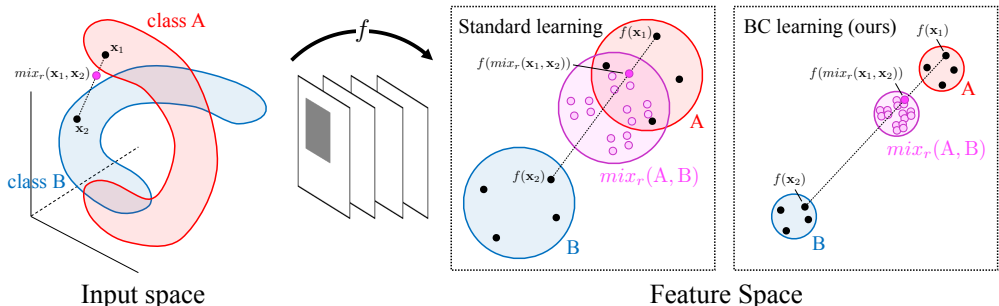 class A
x₁
mixᵣ(x₁, x₂)
x₂
class B
Input space
f
Standard learning
f(x₁)
f(mixᵣ(x₁, x₂))
A
mixᵣ(A, B)
f(x₂)
B
BC learning (ours)
f(x₁)
f(mixᵣ(x₁, x₂))
A
mixᵣ(A, B)
f(x₂)
B
Feature Space